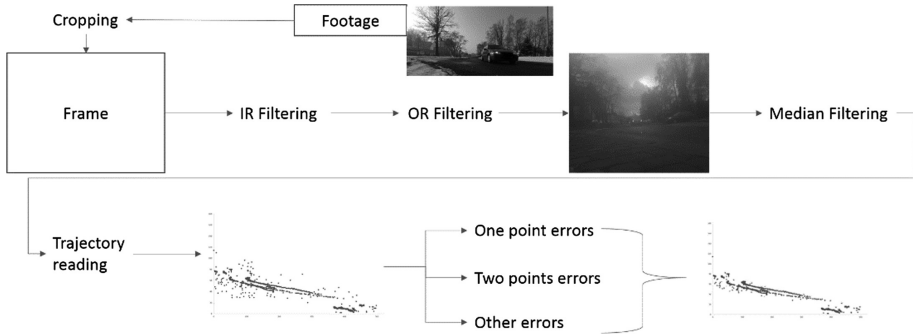 Footage
Cropping
Frame
IR Filtering
OR Filtering
Median Filtering
Trajectory
reading
One point errors
Two points errors
Other errors